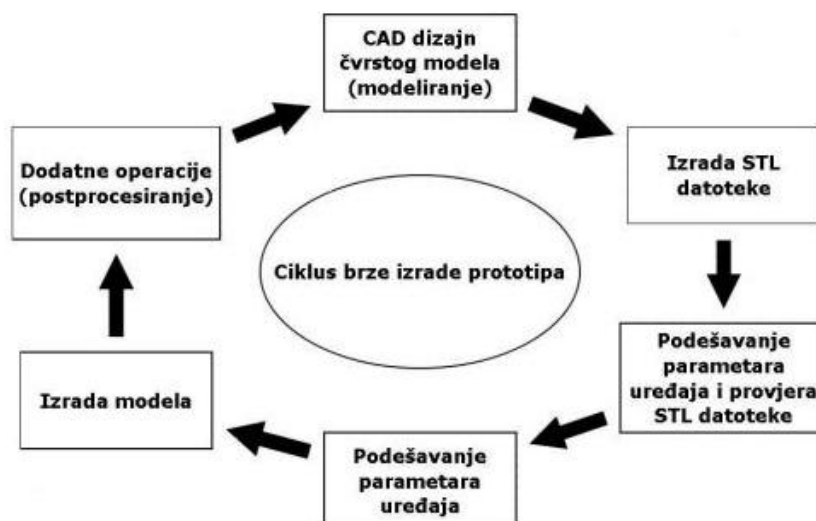 CAD dizajn
čvrstog modela
(modeliranje)
Izrada STL
datoteke
Podešavanje
parametara
uređaja i provjera
STL datoteke
Podešavanje
parametara
uređaja
Izrada modela
Dodatne operacije
(postprocesiranje)
Ciklus brze izrade prototipa